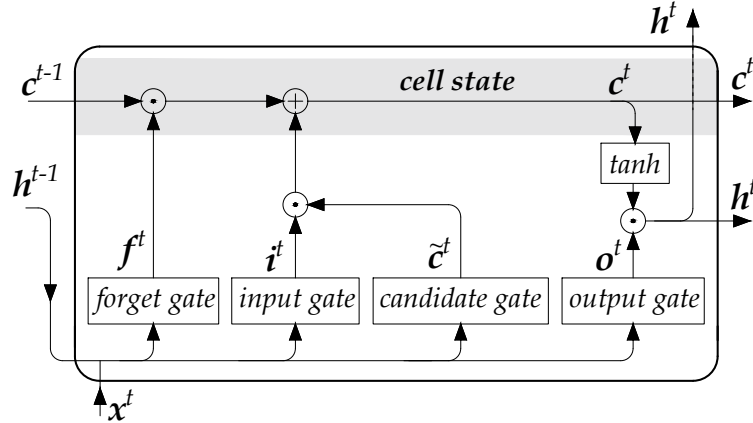 h^t
c^{t-1} cell state c^t c^t
tanh
h^{t-1} h^t
f^t i^t c̃^t o^t
forget gate input gate candidate gate output gate
x^t